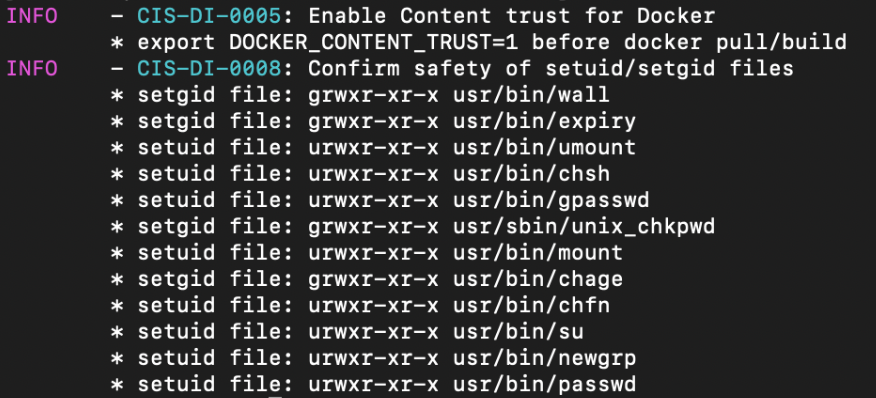 INFO - CIS-DI-0005: Enable Content trust for Docker
* export DOCKER_CONTENT_TRUST=1 before docker pull/build
INFO - CIS-DI-0008: Confirm safety of setuid/setgid files
* setgid file: grwxr-xr-x usr/bin/wall
* setgid file: grwxr-xr-x usr/bin/expiry
* setuid file: urwxr-xr-x usr/bin/umount
* setuid file: urwxr-xr-x usr/bin/chsh
* setuid file: urwxr-xr-x usr/bin/gpasswd
* setgid file: grwxr-xr-x usr/sbin/unix_chkpwd
* setuid file: urwxr-xr-x usr/bin/mount
* setgid file: grwxr-xr-x usr/bin/chage
* setuid file: urwxr-xr-x usr/bin/chfn
* setuid file: urwxr-xr-x usr/bin/su
* setuid file: urwxr-xr-x usr/bin/newgrp
* setuid file: urwxr-xr-x usr/bin/passwd